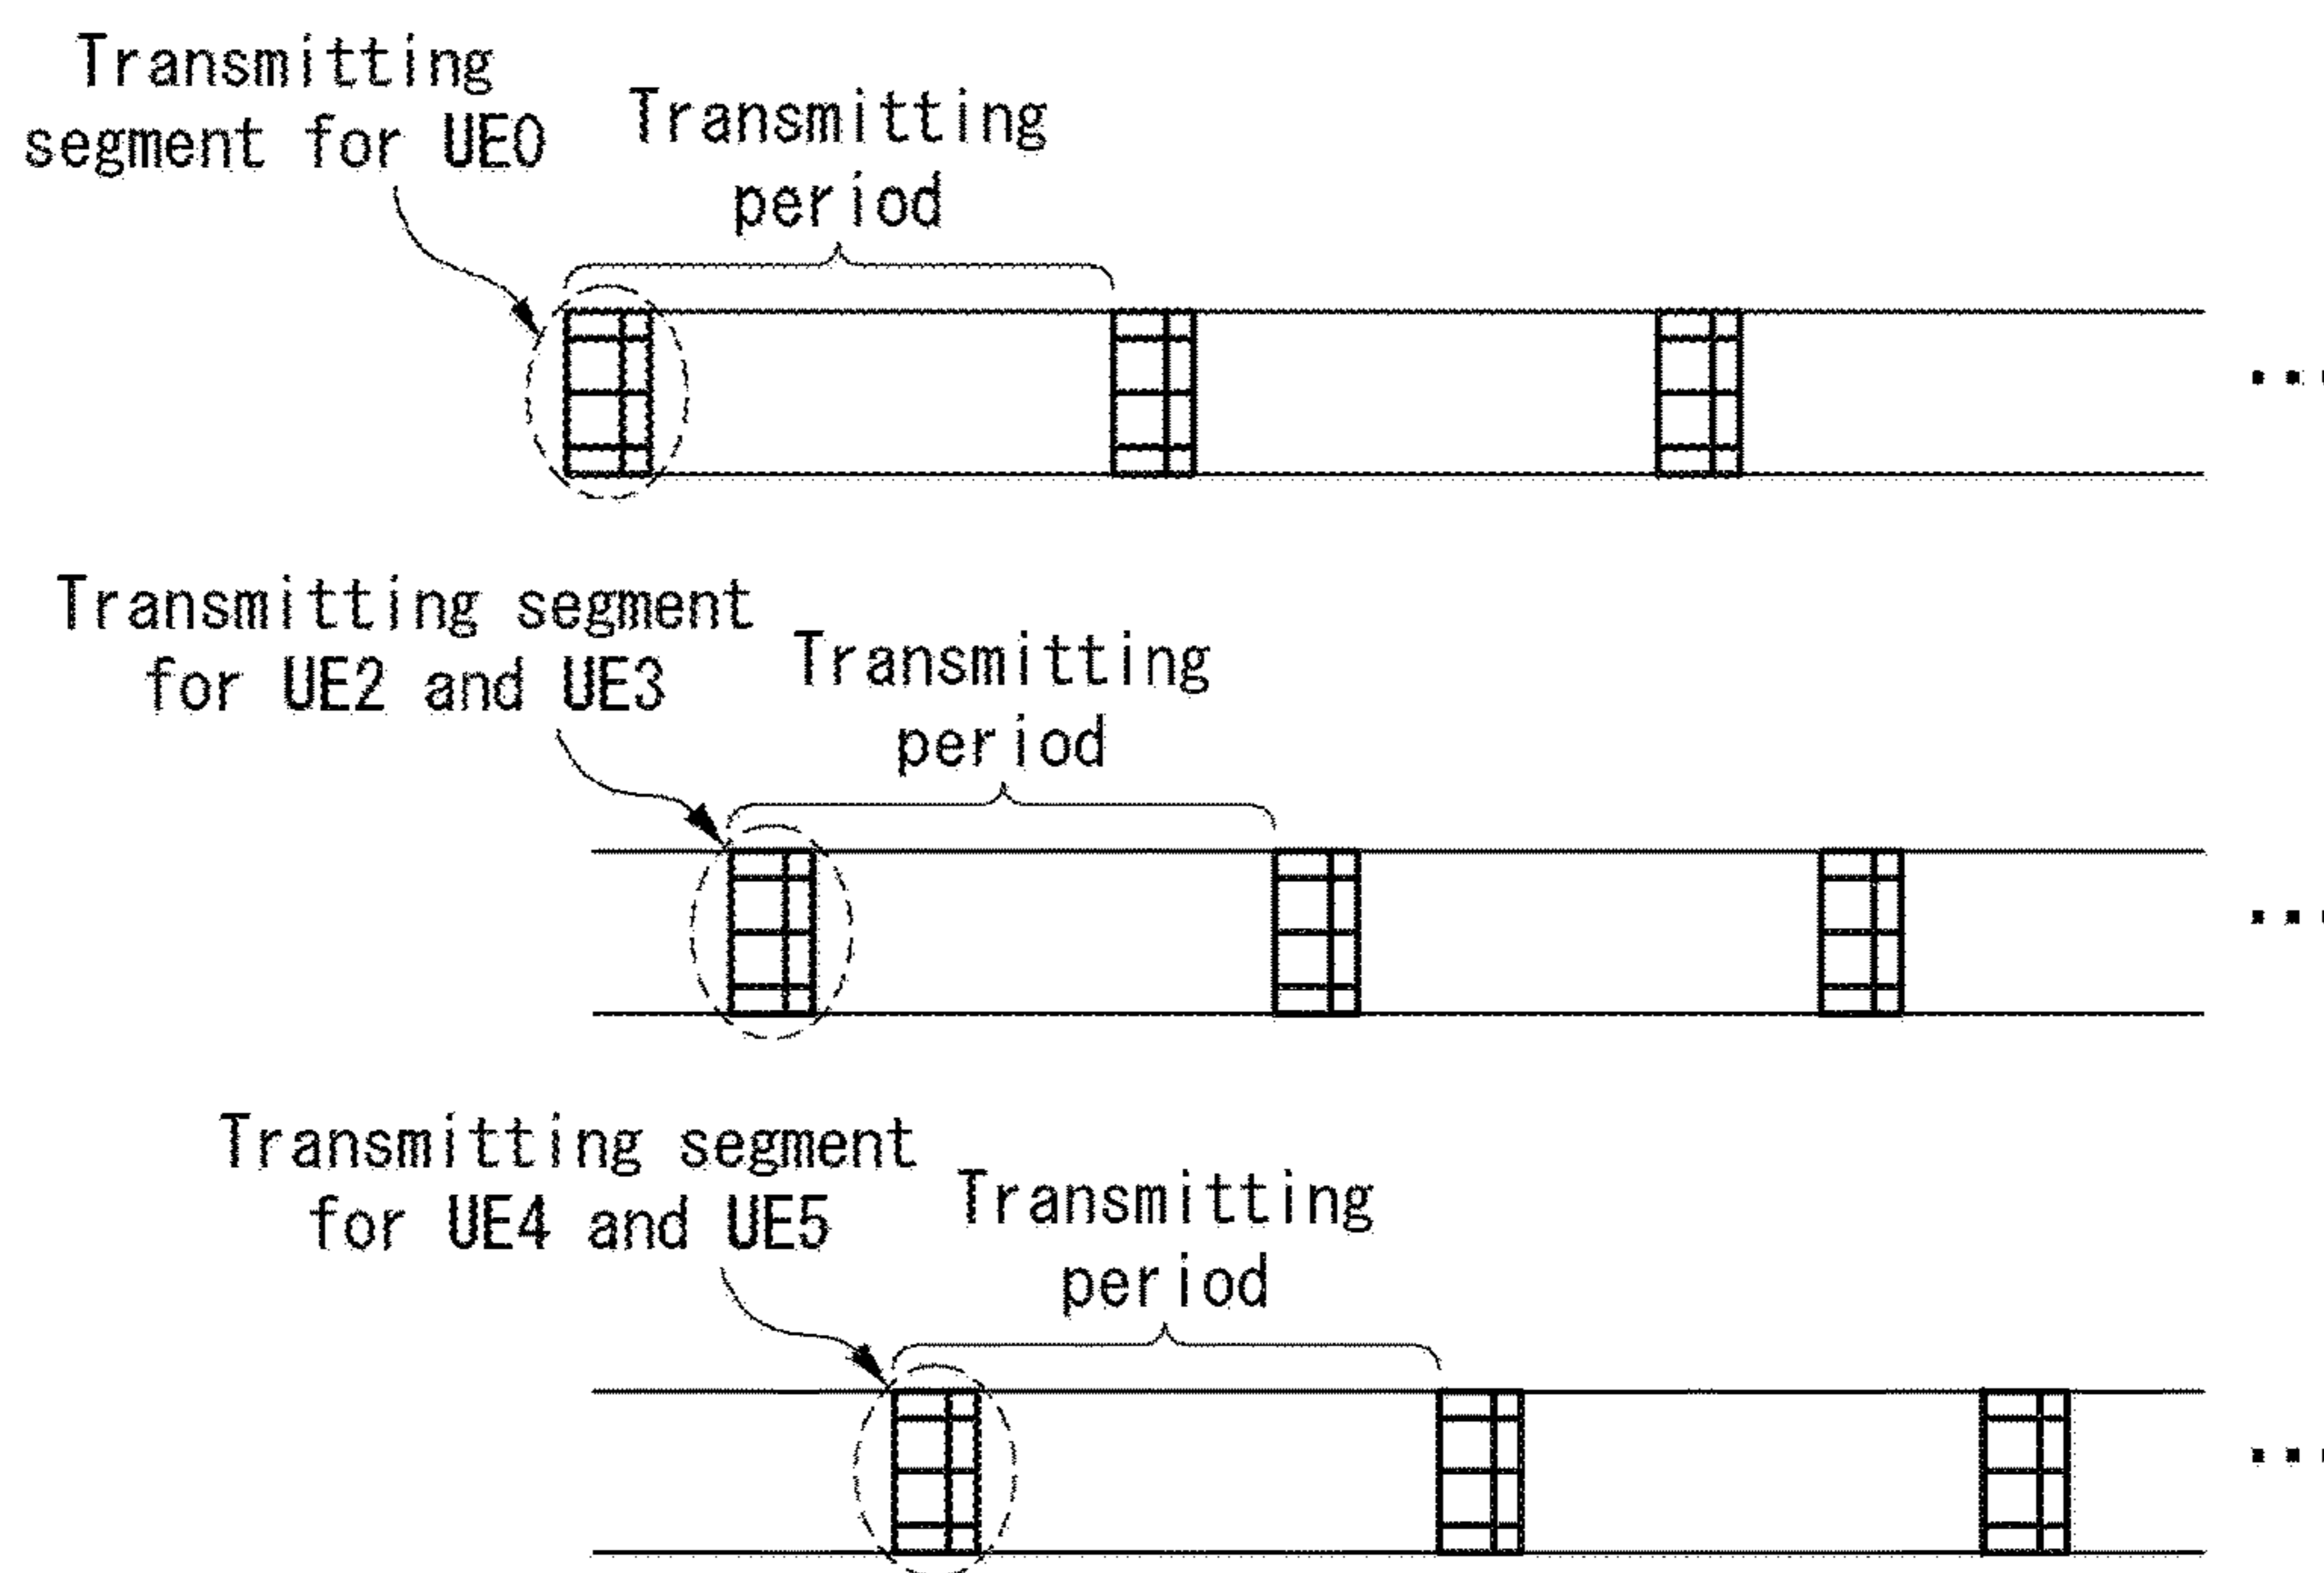 Transmitting
segment for UE0
Transmitting
period
Transmitting segment
for UE2 and UE3
Transmitting
period
Transmitting segment
for UE4 and UE5
Transmitting
period